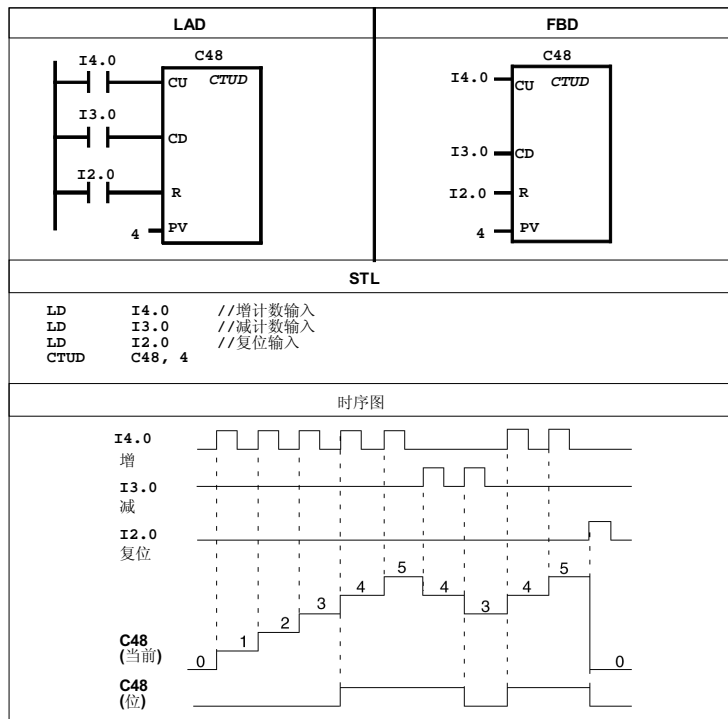 LAD
FBD
C48
I4.0
CU CTUD
I3.0
CD
I2.0
R
4 PV
C48
I4.0
CU CTUD
I3.0 CD
I2.0 R
4 PV
STL
LD I4.0 //增计数输入
LD I3.0 //减计数输入
LD I2.0 //复位输入
CTUD C48, 4
时序图
I4.0
增
I3.0
减
I2.0
复位
0 1 2 3 4 5 4 3 4 5 0
C48
(当前)
C48
(位)